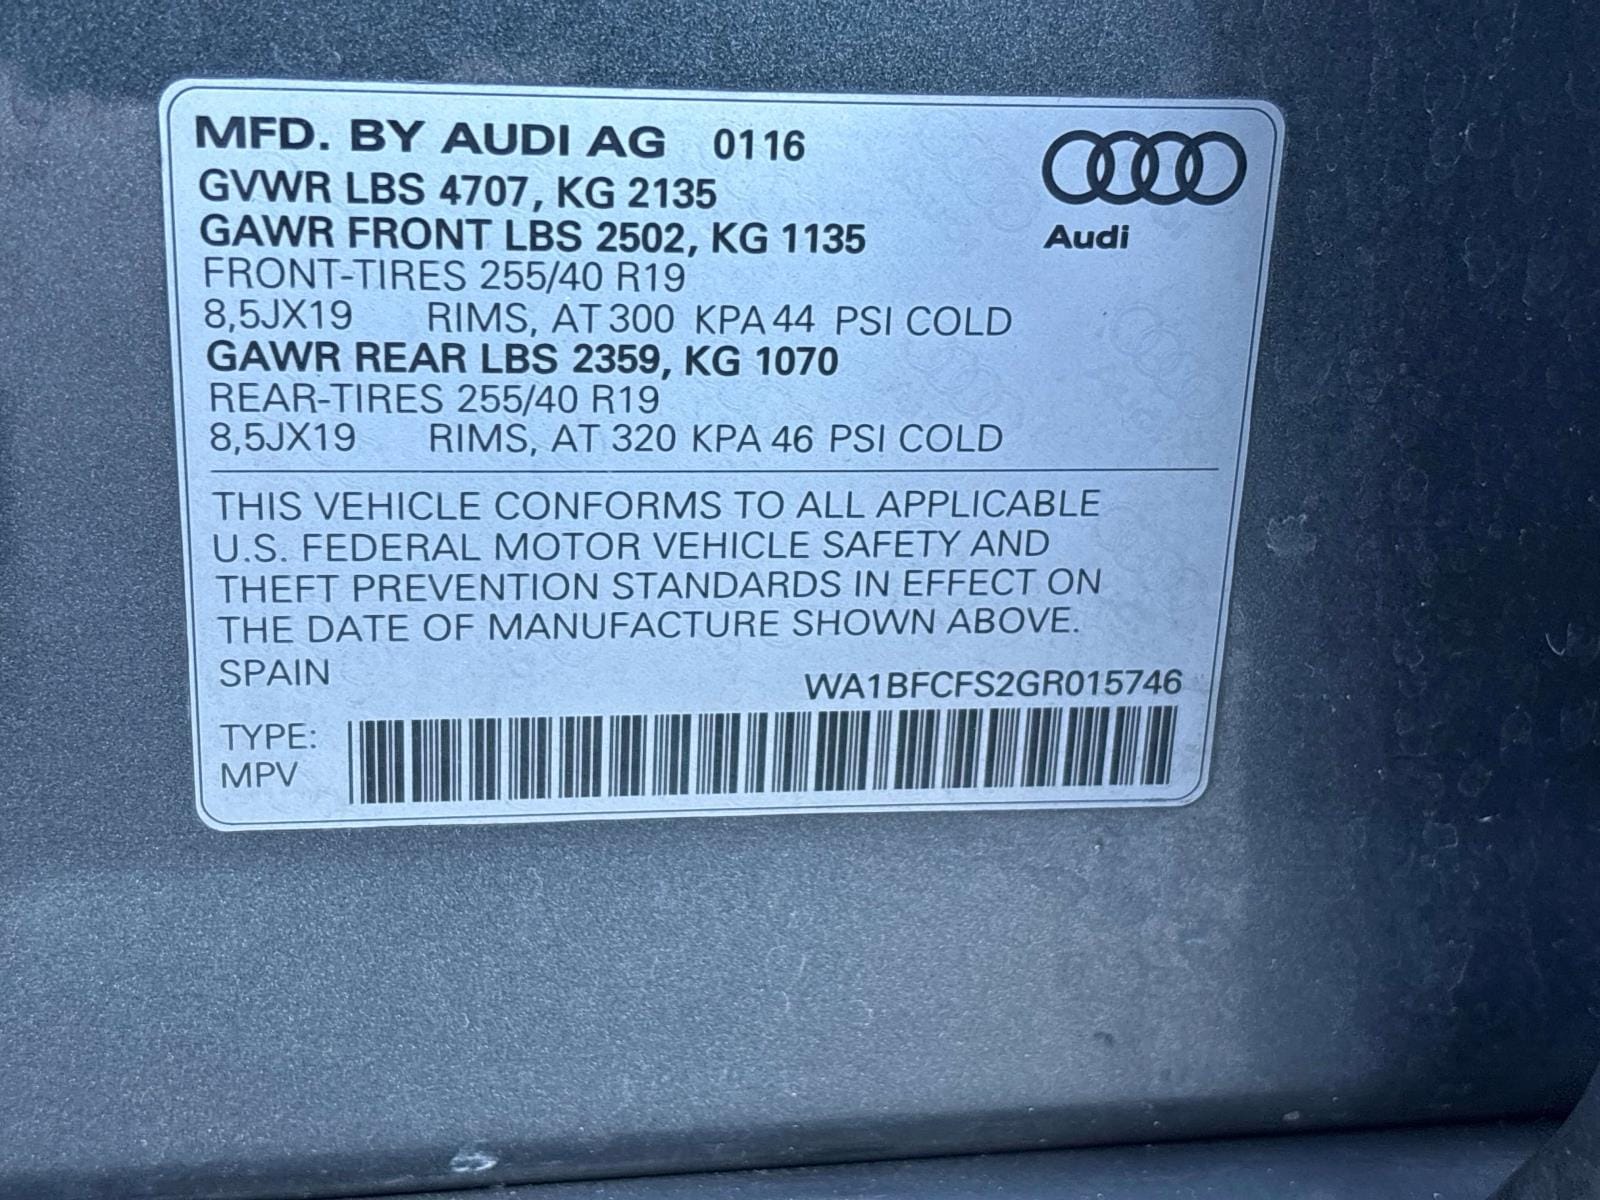 MFD. BY AUDI AG 0116
GVWR LBS 4707, KG 2135
GAWR FRONT LBS 2502, KG 1135
FRONT-TIRES 255/40 R19
8,5JX19 RIMS, AT 300 KPA 44 PSI COLD
GAWR REAR LBS 2359, KG 1070
REAR-TIRES 255/40 R19
8,5JX19 RIMS, AT 320 KPA 46 PSI COLD
Audi
THIS VEHICLE CONFORMS TO ALL APPLICABLE
U.S. FEDERAL MOTOR VEHICLE SAFETY AND
THEFT PREVENTION STANDARDS IN EFFECT ON
THE DATE OF MANUFACTURE SHOWN ABOVE.
SPAIN
WA1BFCFS2GR015746
TYPE:
MPV